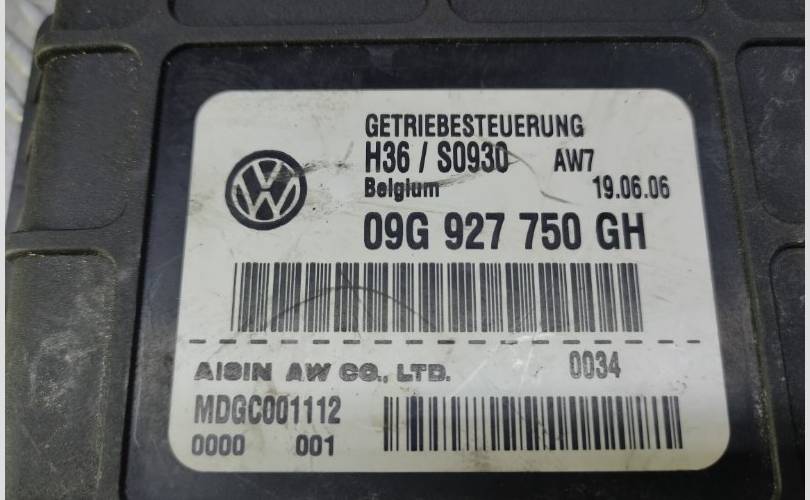 GETRIEBESTEUERUNG
H36 / S0930 AW7
Belgium 19.06.06
09G 927 750 GH
AISIN AW CO., LTD. 0034
MDGC001112
0000 001